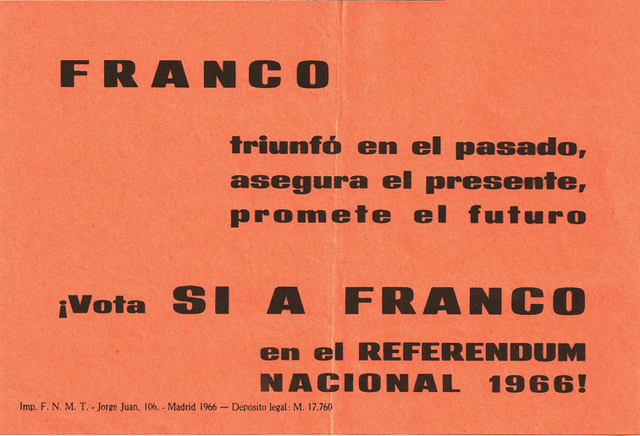 FRANCO
triunfó en el pasado,
asegura el presente,
promete el futuro
¡Vota SI A FRANCO
en el REFERENDUM
NACIONAL 1966!
Imp. F. N. M. T. - Jorge Juan, 106. - Madrid 1966 — Deposito legal: M. 17.760